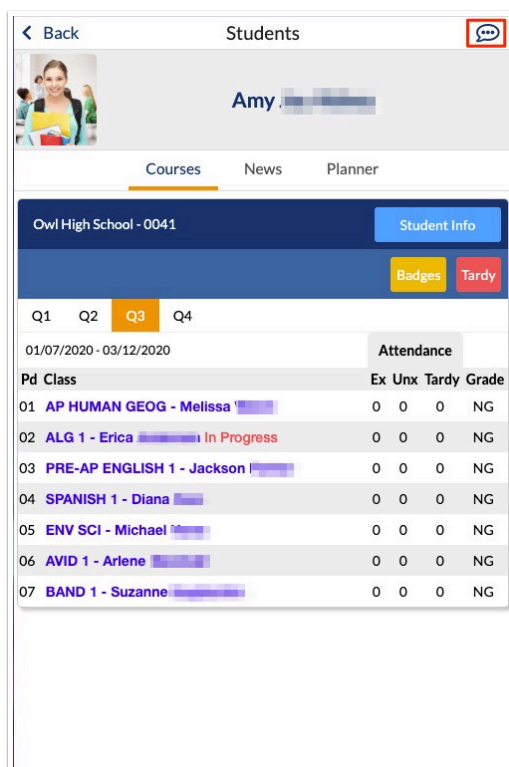 Back Students
Amy
Courses News Planner
Owl High School - 0041 Student Info
Badges Tardy
Q1 Q2 Q3 Q4
01/07/2020 - 03/12/2020 Attendance
Pd Class Ex Unx Tardy Grade
01 AP HUMAN GEOG - Melissa 0 0 0 NG
02 ALG 1 - Erica In Progress 0 0 0 NG
03 PRE-AP ENGLISH 1 - Jackson 0 0 0 NG
04 SPANISH 1 - Diana 0 0 0 NG
05 ENV SCI - Michael 0 0 0 NG
06 AVID 1 - Arlene 0 0 0 NG
07 BAND 1 - Suzanne 0 0 0 NG